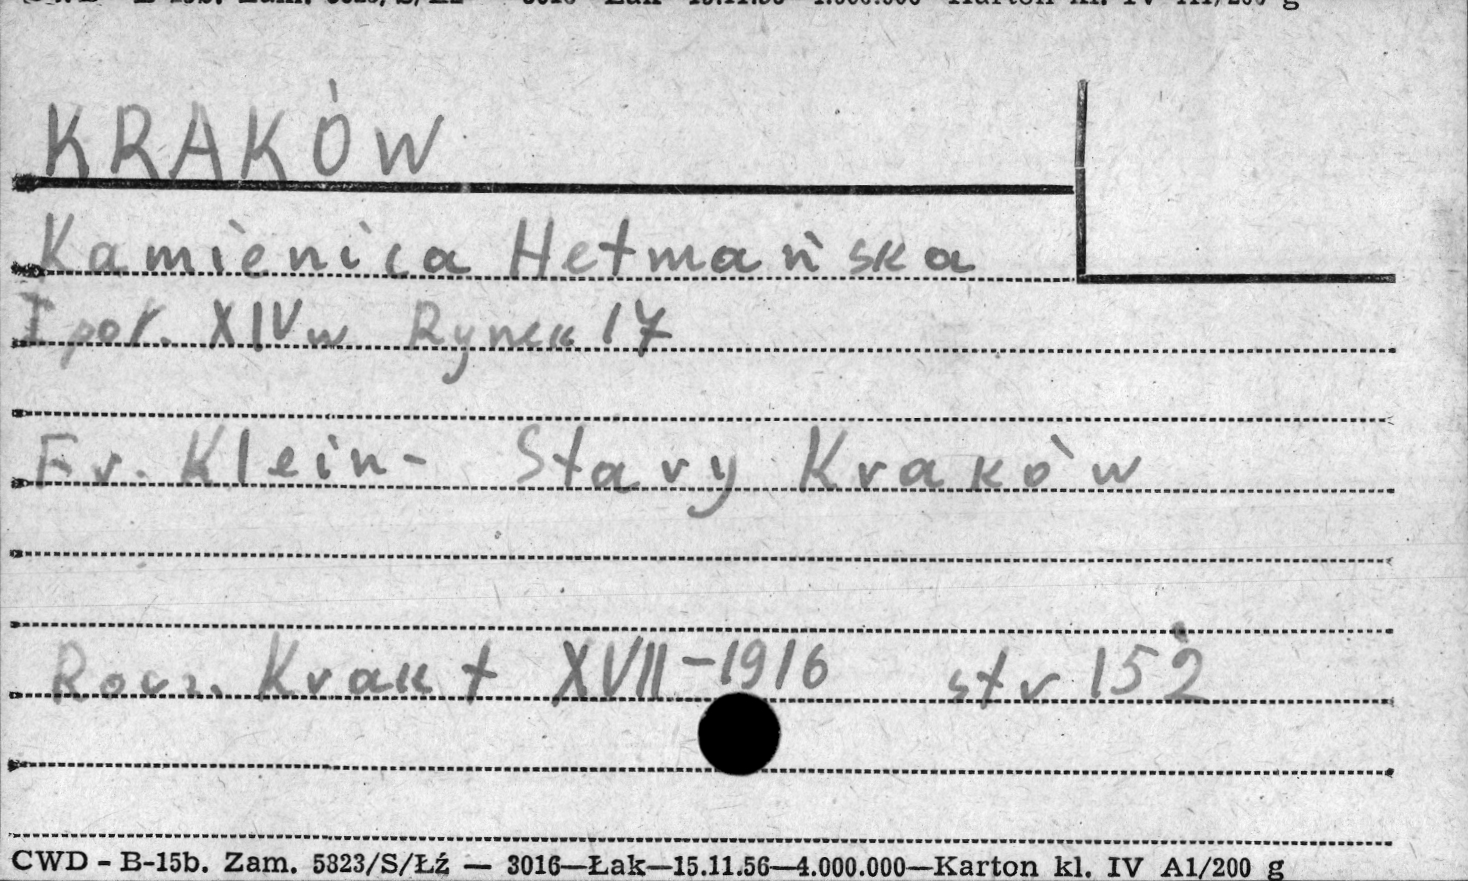 KRAKÓW
Kamienica Hetmańska
I poł. XIV w Rynek 17
Fr. Klein - Stary Kraków
Rocz. Krak t XVII - 1916 str 152
CWD - B-15b. Zam. 5323/S/Łź — 3016—Łak—15.11.56—4.000.000—Karton kl. IV A1/200 g